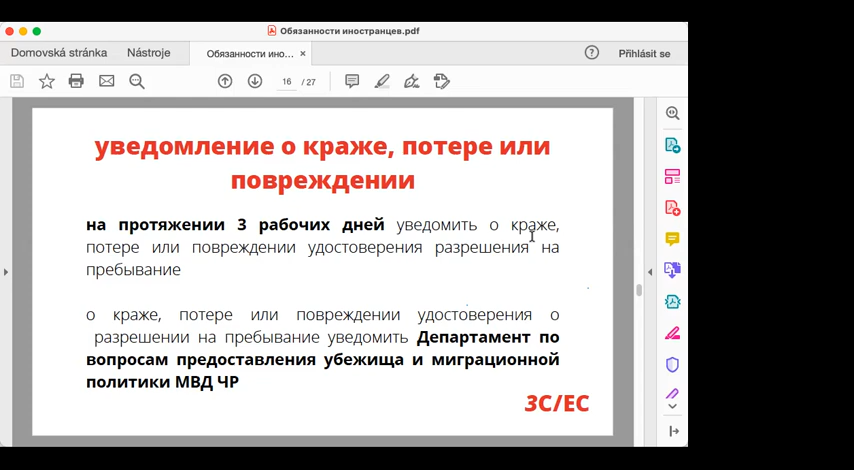 Обязанности иностранцев.pdf
Domovská stránka
Nástroje
Обязанности ино... ×
?
Přihlásit se
16 / 27
уведомление о краже, потере или
повреждении
на протяжении 3 рабочих дней уведомить о краже,
потере или повреждении удостоверения разрешения на
пребывание
о краже, потере или повреждении удостоверения о
разрешении на пребывание уведомить Департамент по
вопросам предоставления убежища и миграционной
политики МВД ЧР
3С/ЕС